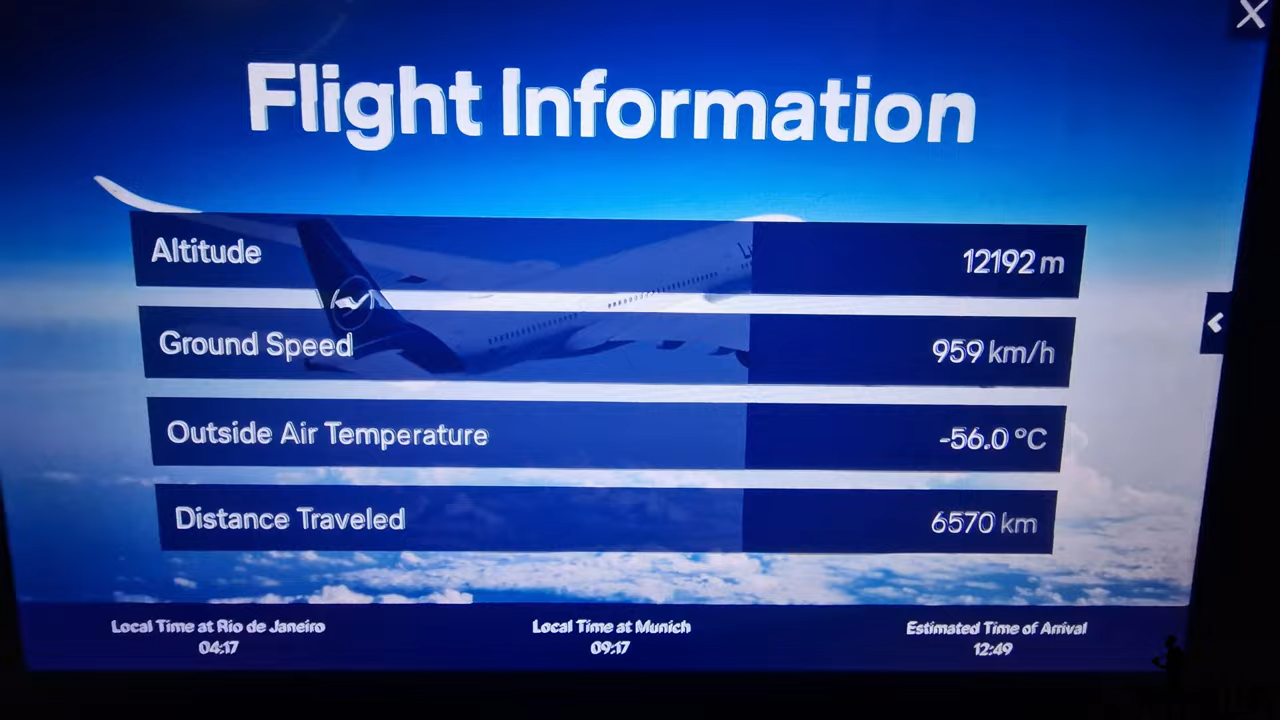 Flight Information
Altitude 12192 m
Ground Speed 959 km/h
Outside Air Temperature -56.0 °C
Distance Traveled 6570 km
Local Time at Rio de Janeiro Local Time at Munich Estimated Time of Arrival
04:17 09:17 12:49